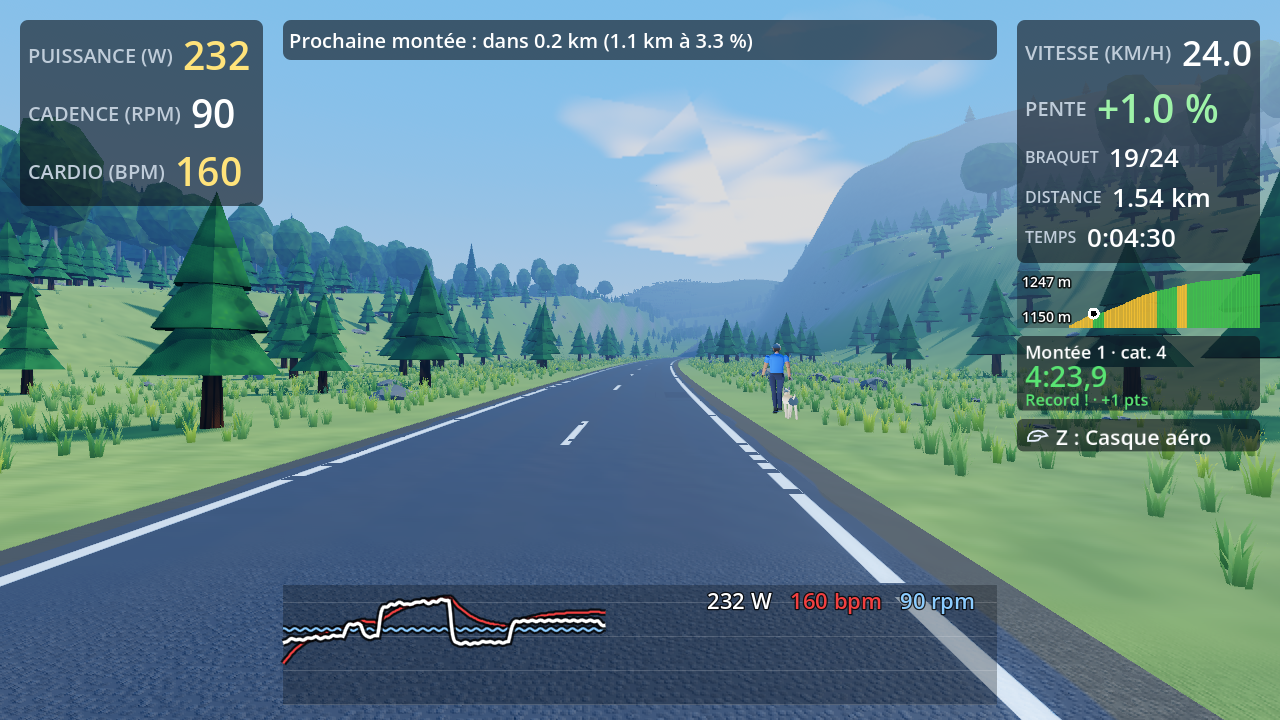 PUISSANCE (W) 232
CADENCE (RPM) 90
CARDIO (BPM) 160
Prochaine montée : dans 0.2 km (1.1 km à 3.3 %)
VITESSE (KM/H) 24.0
PENTE +1.0 %
BRAQUET 19/24
DISTANCE 1.54 km
TEMPS 0:04:30
1247 m
1150 m
Montée 1 · cat. 4
4:23,9
Record ! · +1 pts
Z : Casque aéro
232 W 160 bpm 90 rpm